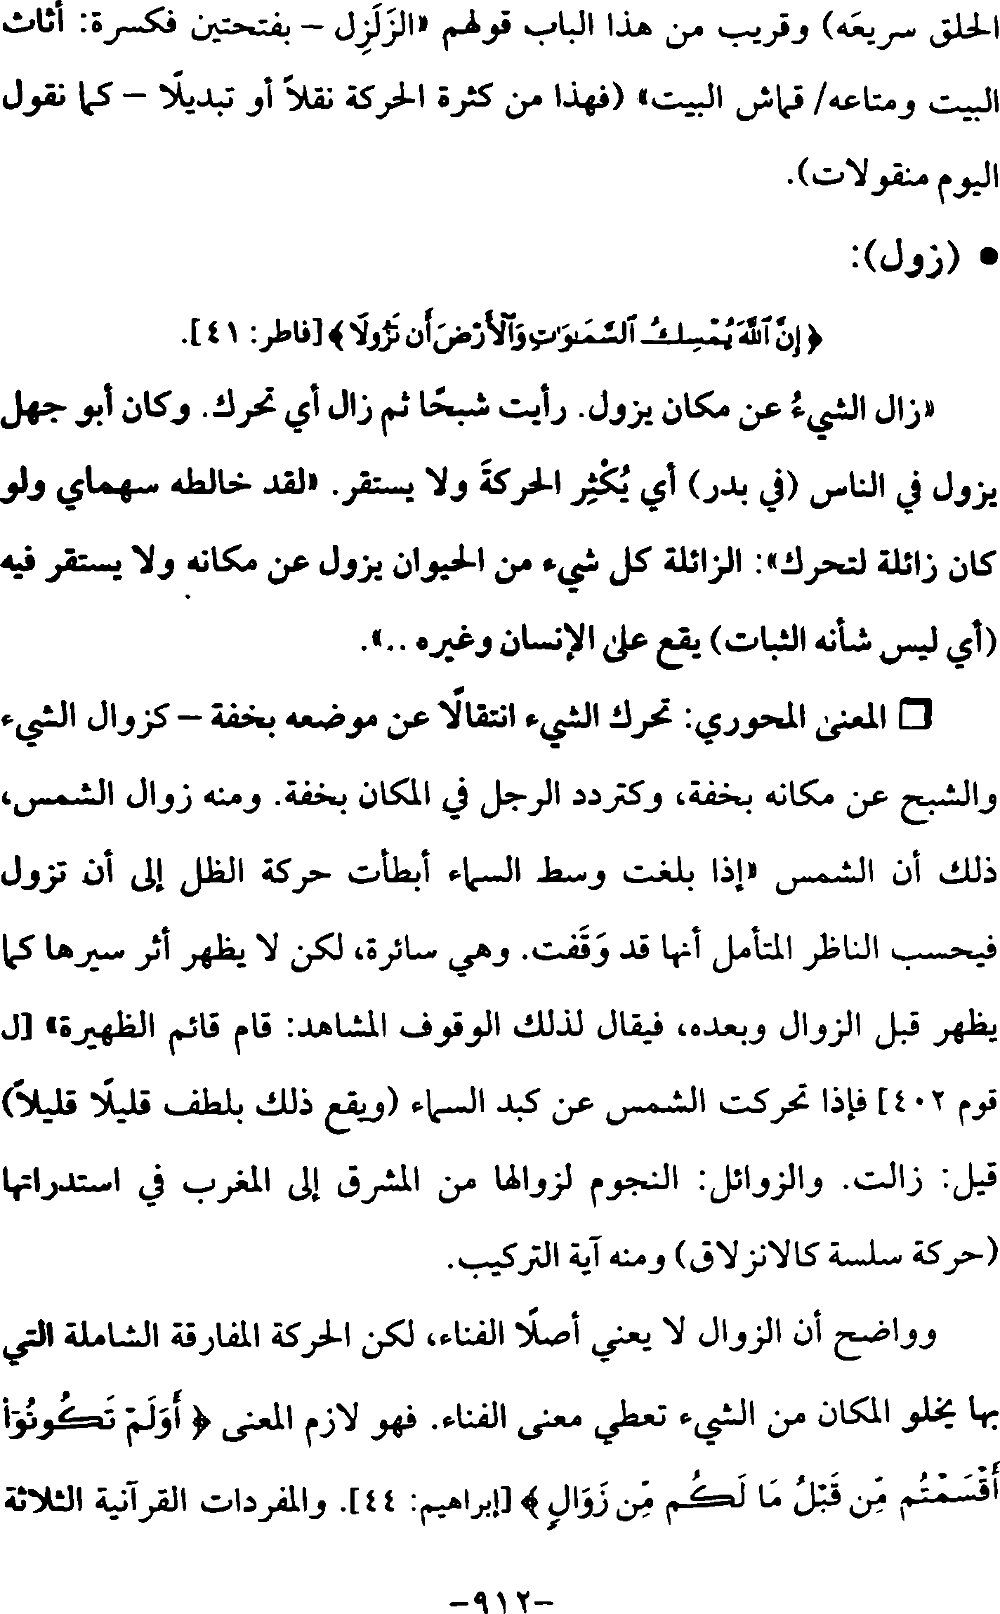 الحلق سريعَه) وقريب من هذا الباب قولهم «الزَلَزِل – بفتحتين فكسرة: أثاث
البيت ومتاعه/ قماش البيت» (فهذا من كثرة الحركة نقلاً أو تبديلًا – كما نقول
اليوم منقولات).
• (زول):
﴿ إِنَّ ٱللَّهَ يُمْسِكُ ٱلسَّمَـٰوَٰتِ وَٱلْأَرْضَ أَن تَزُولَا ﴾ [فاطر: ٤١].
«زال الشيءُ عن مكان يزول. رأيت شبحًا ثم زال أي تحرك. وكان أبو جهل
يزول في الناس (في بدر) أي يُكْثِر الحركةَ ولا يستقر. «لقد خالطه سهماي ولو
كان زائلة لتحرك»: الزائلة كل شيء من الحيوان يزول عن مكانه ولا يستقر فيه
(أي ليس شأنه الثبات) يقع على الإنسان وغيره ..».
❏ المعنى المحوري: تحرك الشيء انتقالًا عن موضعه بخفة – كزوال الشيء
والشبح عن مكانه بخفة، وكتردد الرجل في المكان بخفة. ومنه زوال الشمس،
ذلك أن الشمس «إذا بلغت وسط السماء أبطأت حركة الظل إلى أن تزول
فيحسب الناظر المتأمل أنها قد وَقَفت. وهي سائرة، لكن لا يظهر أثر سيرها كما
يظهر قبل الزوال وبعده، فيقال لذلك الوقوف المشاهد: قام قائم الظهيرة» [ل
قوم ٤٠٢] فإذا تحركت الشمس عن كبد السماء (ويقع ذلك بلطف قليلًا قليلاً)
قيل: زالت. والزوائل: النجوم لزوالها من المشرق إلى المغرب في استدراتها
(حركة سلسة كالانزلاق) ومنه آية التركيب.
وواضح أن الزوال لا يعني أصلًا الفناء، لكن الحركة المفارقة الشاملة التي
بها يخلو المكان من الشيء تعطي معنى الفناء. فهو لازم المعنى ﴿ أَوَلَمْ تَكُونُوٓا۟
أَقْسَمْتُم مِّن قَبْلُ مَا لَكُم مِّن زَوَالٍ ﴾ [إبراهيم: ٤٤]. والمفردات القرآنية الثلاثة
–٩١٢–